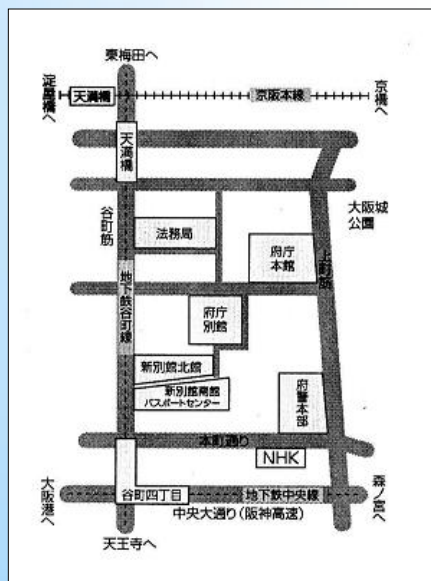 東梅田へ
淀屋橋へ
天満橋
京阪本線
京橋へ
天満橋
谷町筋
大阪城
公園
法務局
府庁
本館
上町筋
地下鉄谷町線
府庁
別館
新別館北館
新別館南館
パスポートセンター
府警本部
本町通り
NHK
大阪港へ
谷町四丁目
地下鉄中央線
森ノ宮へ
中央大通り(阪神高速)
天王寺へ